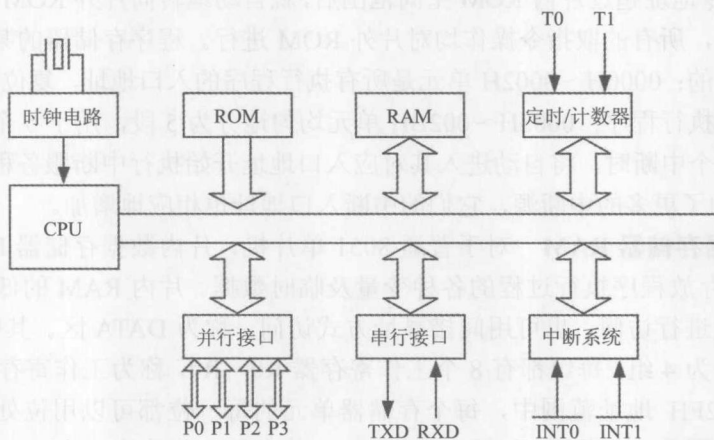 T0 T1
时钟电路
ROM
RAM
定时/计数器
CPU
并行接口
串行接口
中断系统
P0 P1 P2 P3
TXD RXD
INT0 INT1